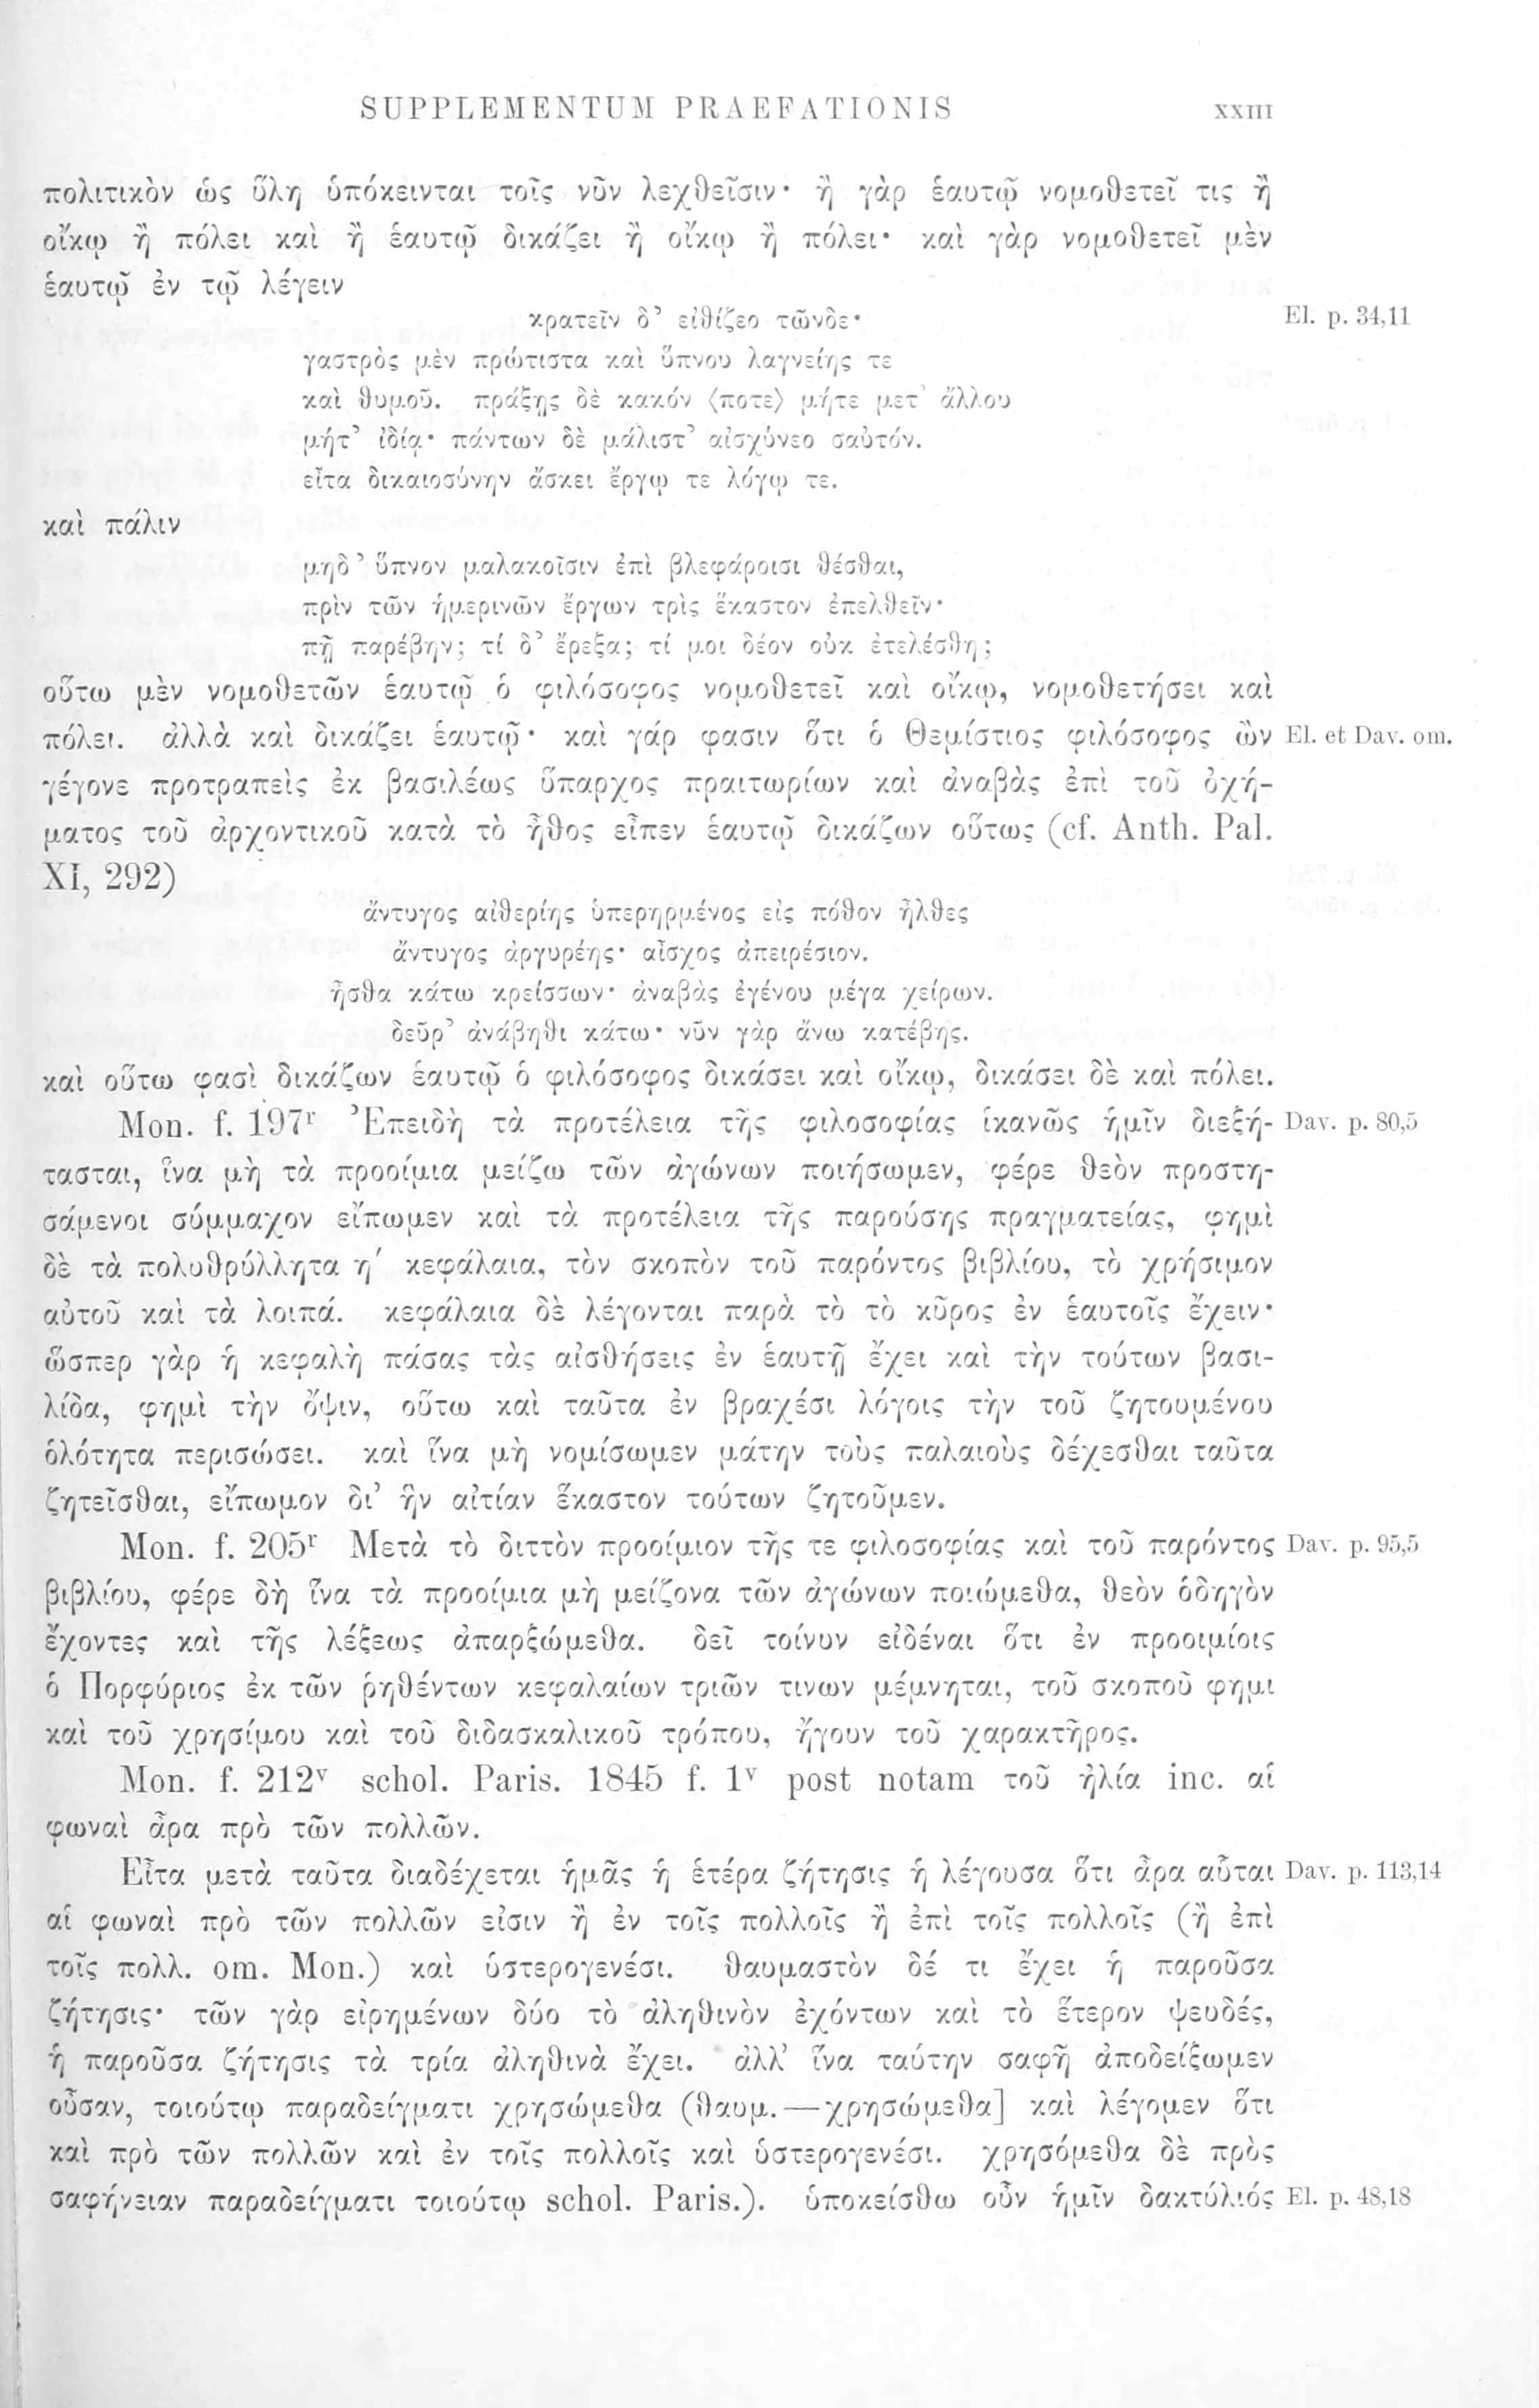 SUPPLEMENTUM PRAEFATIONIS XXIII
πολιτικὸν ὡς ὕλη ὑπόκεινται τοῖς νῦν λεχθεῖσιν· ἢ γὰρ ἑαυτῷ νομοθετεῖ τις ἢ
οἴκῳ ἢ πόλει καὶ ἢ ἑαυτῷ δικάζει ἢ οἴκῳ ἢ πόλει· καὶ γὰρ νομοθετεῖ μὲν
ἑαυτῷ ἐν τῷ λέγειν
κρατεῖν δ’ εἰθίζεο τῶνδε· El. p. 34,11
γαστρὸς μὲν πρώτιστα καὶ ὕπνου λαγνείης τε
καὶ θυμοῦ. πράξῃς δὲ κακόν ⟨ποτε⟩ μήτε μετ’ ἄλλου
μήτ’ ἰδίᾳ· πάντων δὲ μάλιστ’ αἰσχύνεο σαὐτόν.
εἶτα δικαιοσύνην ἄσκει ἔργῳ τε λόγῳ τε.
καὶ πάλιν
μηδ’ ὕπνον μαλακοῖσιν ἐπὶ βλεφάροισι θέσθαι,
πρὶν τῶν ἡμερινῶν ἔργων τρὶς ἕκαστον ἐπελθεῖν·
πῇ παρέβην; τί δ’ ἔρεξα; τί μοι δέον οὐκ ἐτελέσθη;
οὕτω μὲν νομοθετῶν ἑαυτῷ ὁ φιλόσοφος νομοθετεῖ καὶ οἴκῳ, νομοθετήσει καὶ
πόλει. ἀλλὰ καὶ δικάζει ἑαυτῷ· καὶ γάρ φασιν ὅτι ὁ Θεμίστιος φιλόσοφος ὢν El. et Dav. om.
γέγονε προτραπεὶς ἐκ βασιλέως ὕπαρχος πραιτωρίων καὶ ἀναβὰς ἐπὶ τοῦ ὀχή-
ματος τοῦ ἀρχοντικοῦ κατὰ τὸ ἦθος εἶπεν ἑαυτῷ δικάζων οὕτως (cf. Anth. Pal.
XI, 292)
ἄντυγος αἰθερίης ὑπερηρμένος εἰς πόθον ἦλθες
ἄντυγος ἀργυρέης· αἶσχος ἀπειρέσιον.
ἦσθα κάτω κρείσσων· ἀναβὰς ἐγένου μέγα χείρων.
δεῦρ’ ἀνάβηθι κάτω· νῦν γὰρ ἄνω κατέβης.
καὶ οὕτω φασὶ δικάζων ἑαυτῷ ὁ φιλόσοφος δικάσει καὶ οἴκῳ, δικάσει δὲ καὶ πόλει.
Mon. f. 197ʳ Ἐπειδὴ τὰ προτέλεια τῆς φιλοσοφίας ἱκανῶς ἡμῖν διεξή- Dav. p. 80,5
τασται, ἵνα μὴ τὰ προοίμια μείζω τῶν ἀγώνων ποιήσωμεν, φέρε θεὸν προστη-
σάμενοι σύμμαχον εἴπωμεν καὶ τὰ προτέλεια τῆς παρούσης πραγματείας, φημὶ
δὲ τὰ πολυθρύλλητα η′ κεφάλαια, τὸν σκοπὸν τοῦ παρόντος βιβλίου, τὸ χρήσιμον
αὐτοῦ καὶ τὰ λοιπά. κεφάλαια δὲ λέγονται παρὰ τὸ τὸ κῦρος ἐν ἑαυτοῖς ἔχειν·
ὥσπερ γὰρ ἡ κεφαλὴ πάσας τὰς αἰσθήσεις ἐν ἑαυτῇ ἔχει καὶ τὴν τούτων βασι-
λίδα, φημὶ τὴν ὄψιν, οὕτω καὶ ταῦτα ἐν βραχέσι λόγοις τὴν τοῦ ζητουμένου
ὁλότητα περισώσει. καὶ ἵνα μὴ νομίσωμεν μάτην τοὺς παλαιοὺς δέχεσθαι ταῦτα
ζητεῖσθαι, εἴπωμον δι’ ἣν αἰτίαν ἕκαστον τούτων ζητοῦμεν.
Mon. f. 205ʳ Μετὰ τὸ διττὸν προοίμιον τῆς τε φιλοσοφίας καὶ τοῦ παρόντος Dav. p. 95,5
βιβλίου, φέρε δὴ ἵνα τὰ προοίμια μὴ μείζονα τῶν ἀγώνων ποιώμεθα, θεὸν ὁδηγὸν
ἔχοντες καὶ τῆς λέξεως ἀπαρξώμεθα. δεῖ τοίνυν εἰδέναι ὅτι ἐν προοιμίοις
ὁ Πορφύριος ἐκ τῶν ῥηθέντων κεφαλαίων τριῶν τινων μέμνηται, τοῦ σκοποῦ φημι
καὶ τοῦ χρησίμου καὶ τοῦ διδασκαλικοῦ τρόπου, ἤγουν τοῦ χαρακτῆρος.
Mon. f. 212ᵛ schol. Paris. 1845 f. 1ᵛ post notam τοῦ ἠλία inc. αἱ
φωναὶ ἆρα πρὸ τῶν πολλῶν.
Εἶτα μετὰ ταῦτα διαδέχεται ἡμᾶς ἡ ἑτέρα ζήτησις ἡ λέγουσα ὅτι ἆρα αὗται Dav. p. 113,14
αἱ φωναὶ πρὸ τῶν πολλῶν εἰσιν ἢ ἐν τοῖς πολλοῖς ἢ ἐπὶ τοῖς πολλοῖς (ἢ ἐπὶ
τοῖς πολλ. om. Mon.) καὶ ὑστερογενέσι. θαυμαστὸν δέ τι ἔχει ἡ παροῦσα
ζήτησις· τῶν γὰρ εἰρημένων δύο τὸ ἀληθινὸν ἐχόντων καὶ τὸ ἕτερον ψευδές,
ἡ παροῦσα ζήτησις τὰ τρία ἀληθινὰ ἔχει. ἀλλ’ ἵνα ταύτην σαφῆ ἀποδείξωμεν
οὖσαν, τοιούτῳ παραδείγματι χρησώμεθα (θαυμ.—χρησώμεθα] καὶ λέγομεν ὅτι
καὶ πρὸ τῶν πολλῶν καὶ ἐν τοῖς πολλοῖς καὶ ὑστερογενέσι. χρησόμεθα δὲ πρὸς
σαφήνειαν παραδείγματι τοιούτῳ schol. Paris.). ὑποκείσθω οὖν ἡμῖν δακτύλιός El. p. 48,18